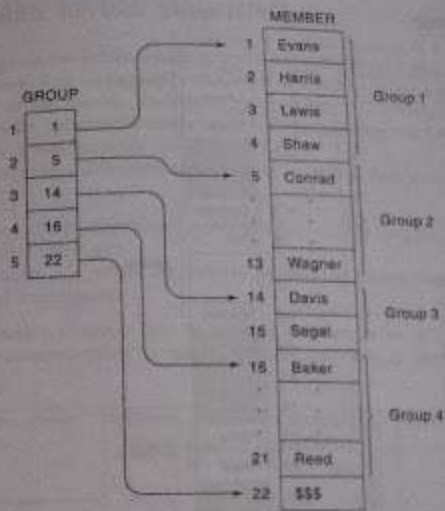 MEMBER
1 Evans
2 Harris Group 1
GROUP
3 Lewis
1 1
4 Shaw
2 5
5 Conrad
3 14
.
4 16
. Group 2
.
5 22
13 Wagner
14 Davis
Group 3
15 Segal
16 Baker
.
. Group 4
.
21 Reed
22 $$$